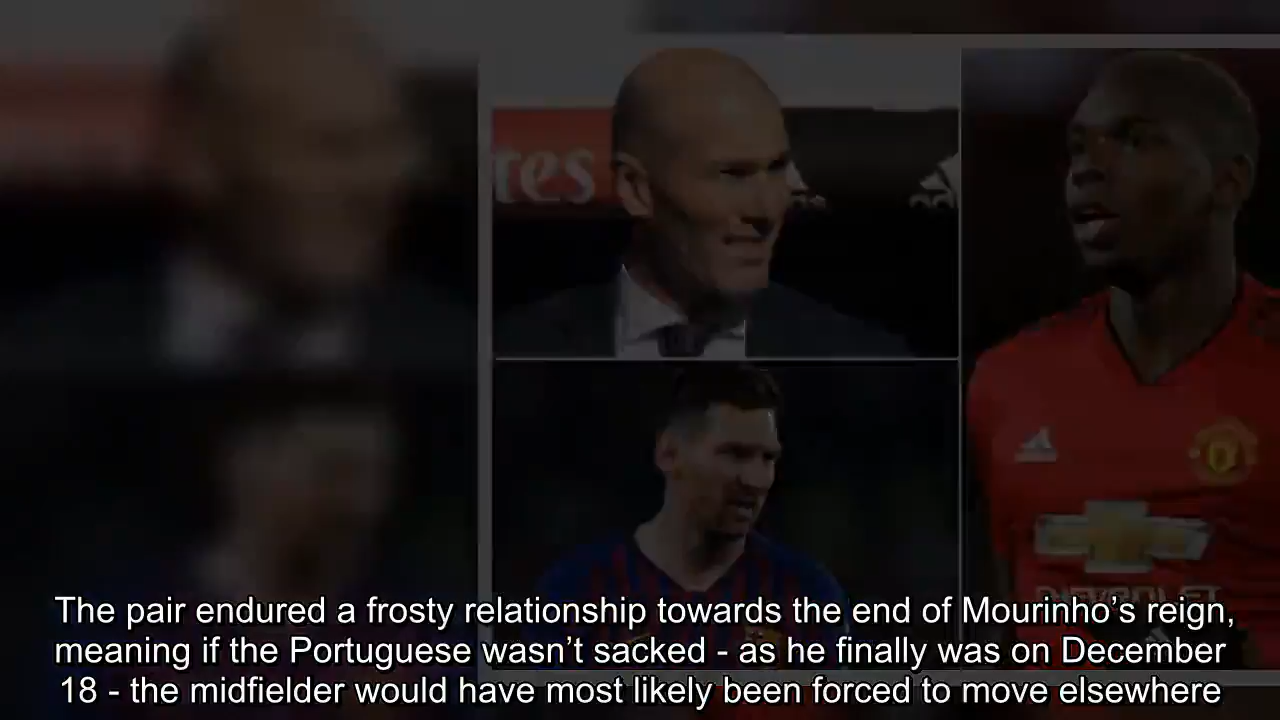 tes
The pair endured a frosty relationship towards the end of Mourinho’s reign,
meaning if the Portuguese wasn’t sacked - as he finally was on December
18 - the midfielder would have most likely been forced to move elsewhere